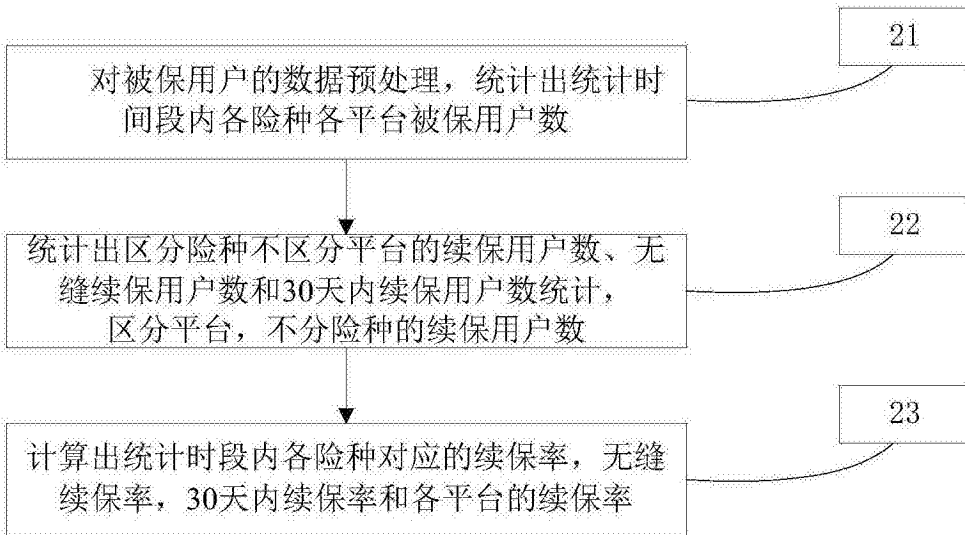 21
对被保用户的数据预处理，统计出统计时
间段内各险种各平台被保用户数
22
统计出区分险种不区分平台的续保用户数、无
缝续保用户数和30天内续保用户数统计，
区分平台，不分险种的续保用户数
23
计算出统计时段内各险种对应的续保率，无缝
续保率，30天内续保率和各平台的续保率